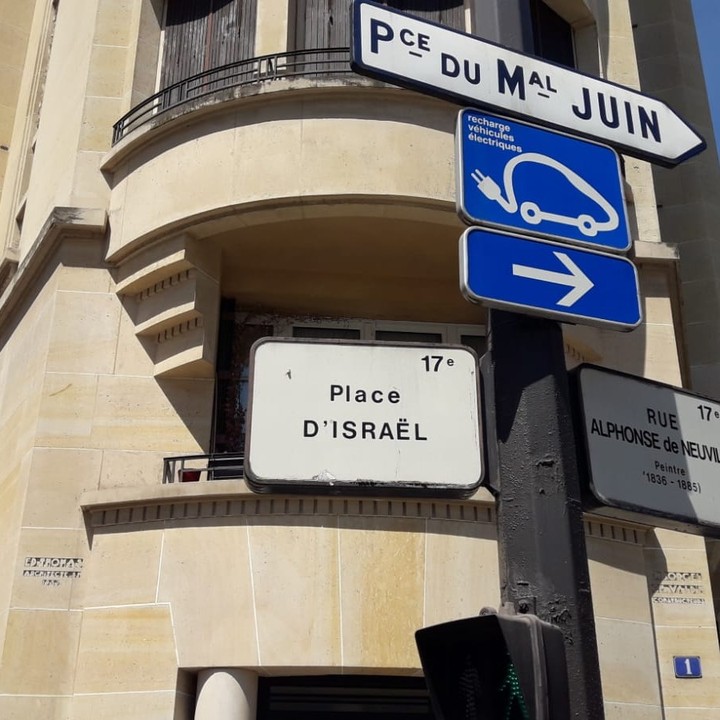 PCE DU MAL JUIN
recharge
véhicules
électriques
17e
Place
D'ISRAËL
17e
RUE
ALPHONSE de NEUVIL
Peintre
(1836 - 1885)
ARCHITECTE
1